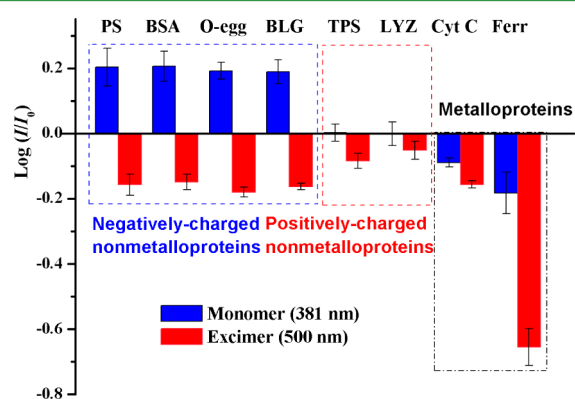 PS BSA O-egg BLG TPS LYZ Cyt C Ferr
0.2
0.0
-0.2
-0.4
-0.6
-0.8
Log (I/I0)
Metalloproteins
Negatively-charged
nonmetalloproteins
Positively-charged
nonmetalloproteins
Monomer (381 nm)
Excimer (500 nm)